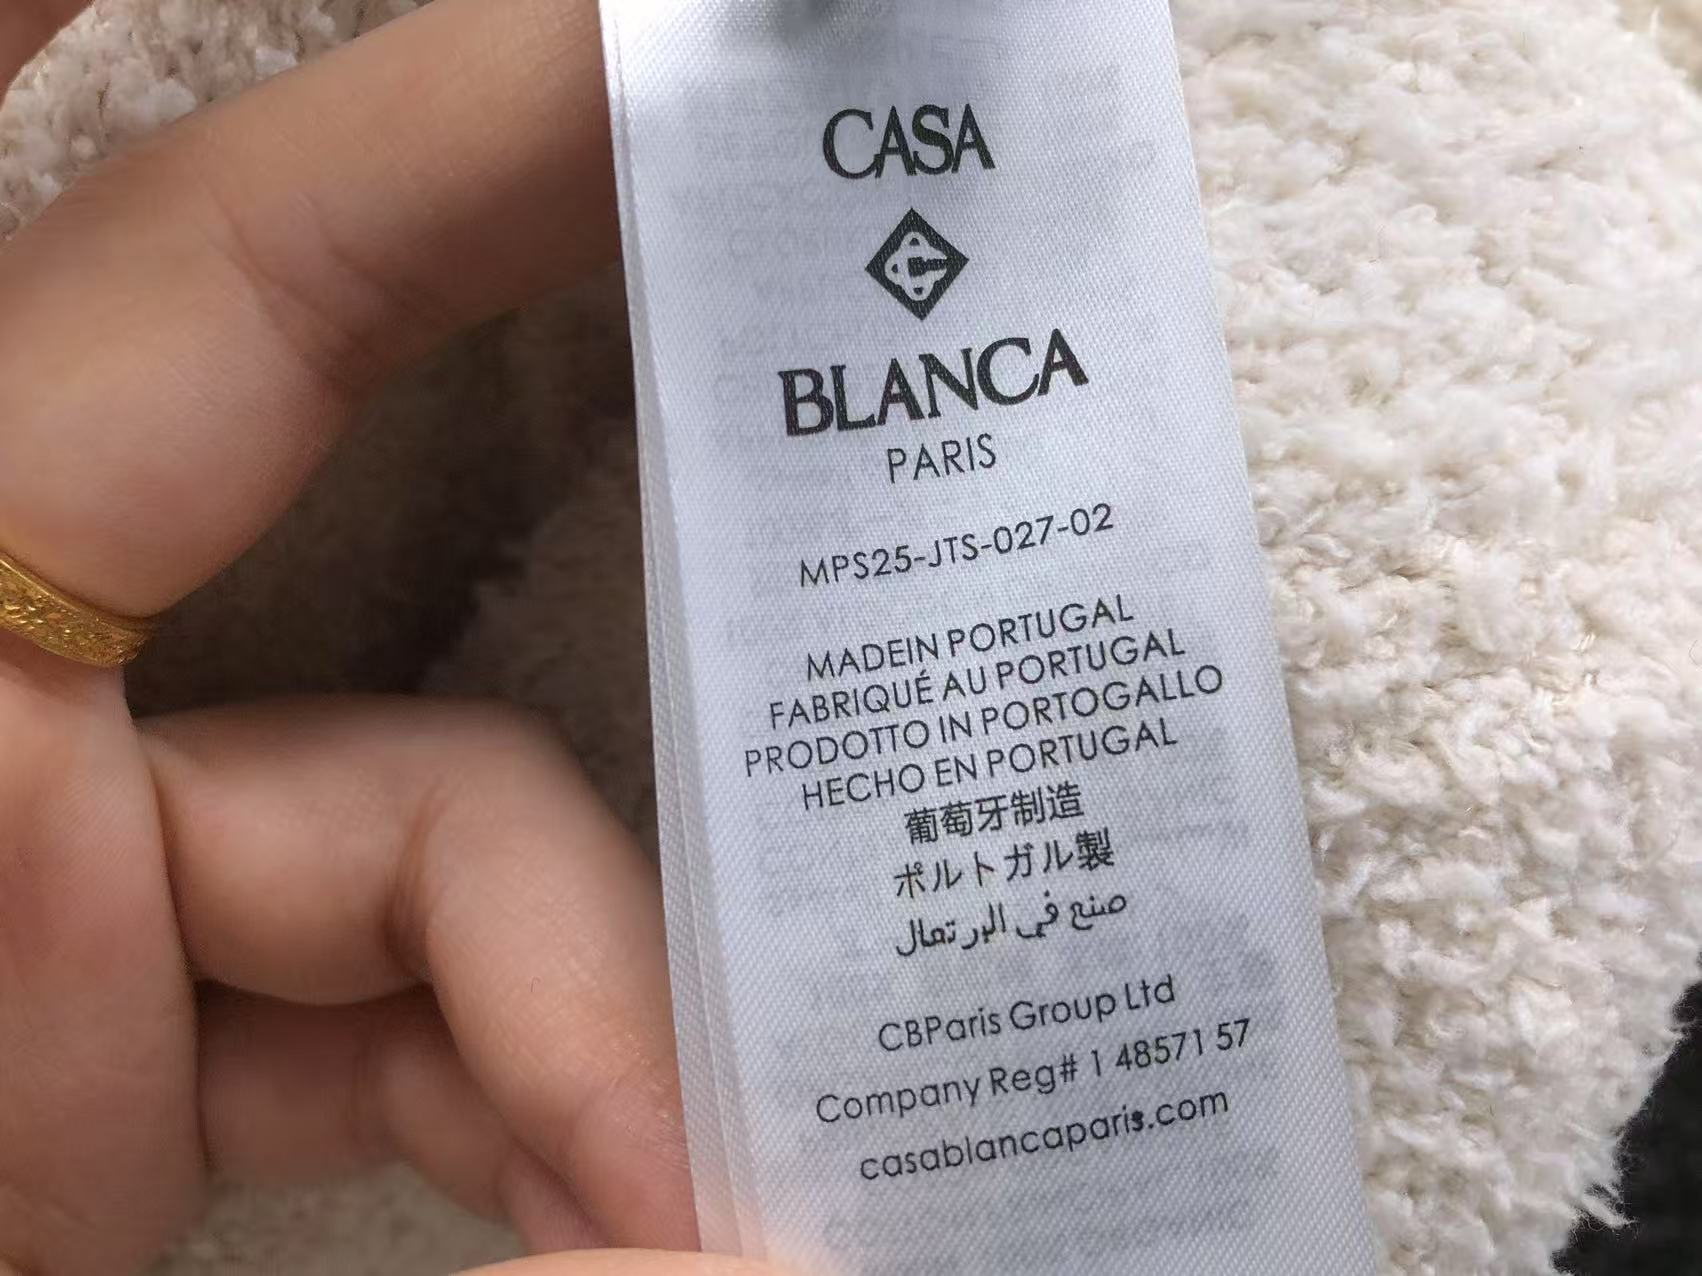 CASA
BLANCA
PARIS
MPS25-JTS-027-02
MADEIN PORTUGAL
FABRIQUÉ AU PORTUGAL
PRODOTTO IN PORTOGALLO
HECHO EN PORTUGAL
葡萄牙制造
ポルトガル製
صنع في البر تعال
CBParis Group Ltd
Company Reg# 1 48571 57
casablancaparis.com